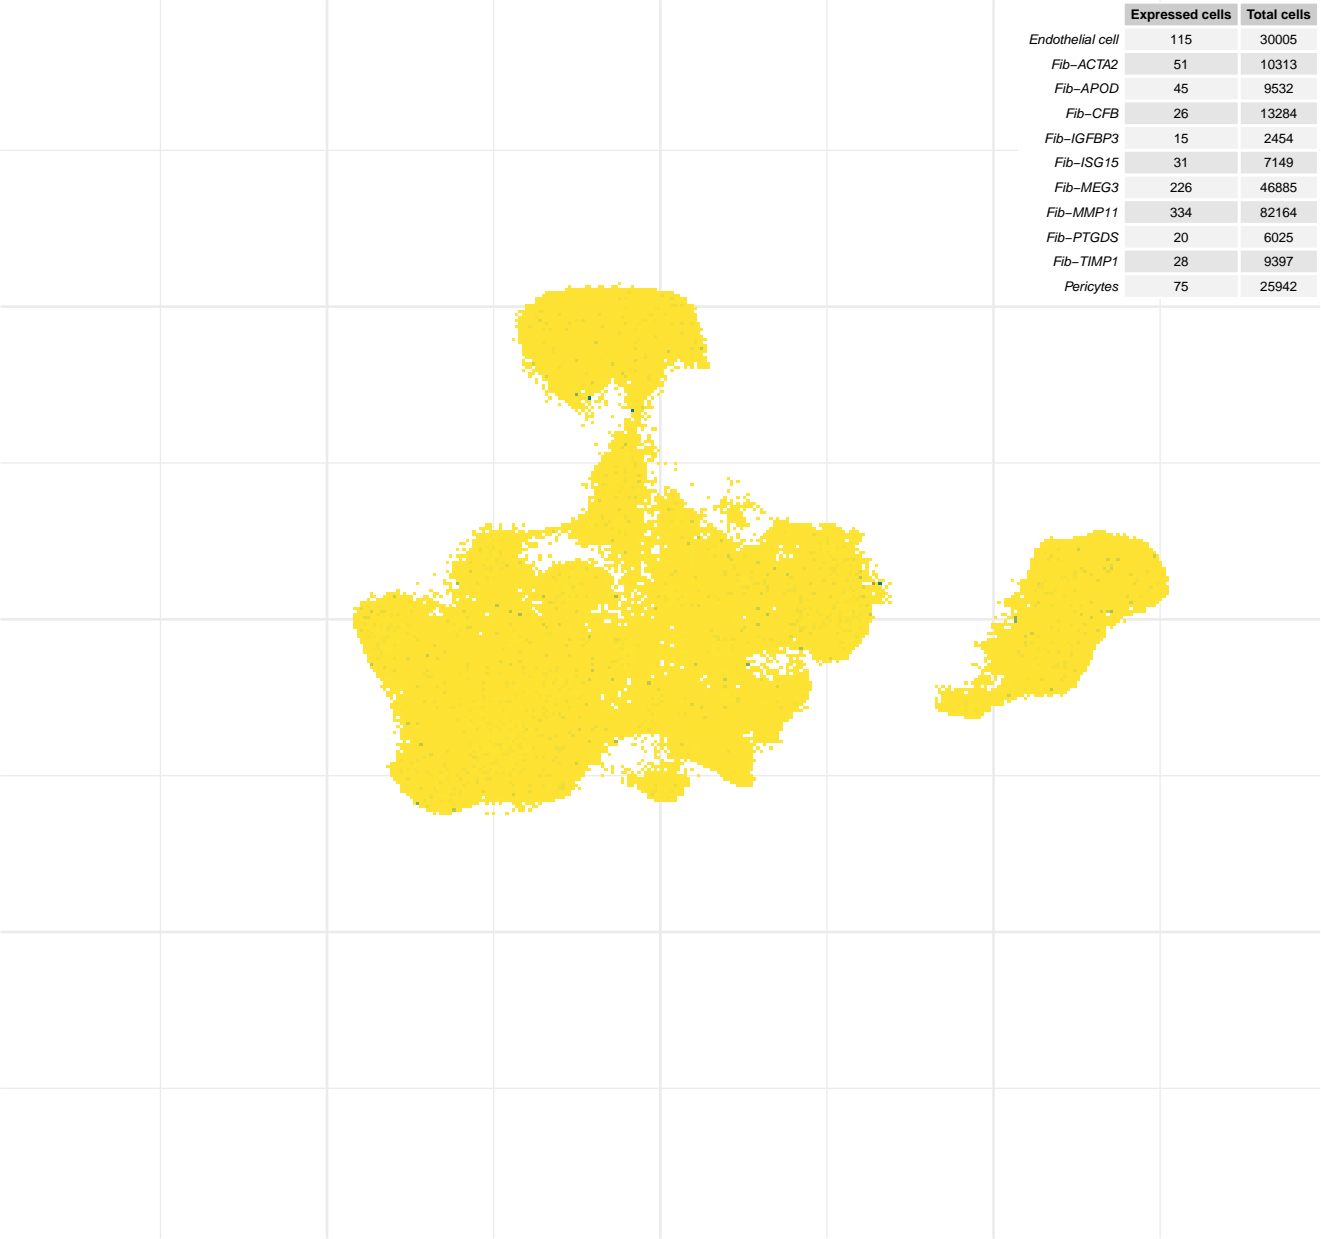 Expressed cells Total cells
Endothelial cell 115 30005
Fib−ACTA2 51 10313
Fib−APOD 45 9532
Fib−CFB 26 13284
Fib−IGFBP3 15 2454
Fib−ISG15 31 7149
Fib−MEG3 226 46885
Fib−MMP11 334 82164
Fib−PTGDS 20 6025
Fib−TIMP1 28 9397
Pericytes 75 25942